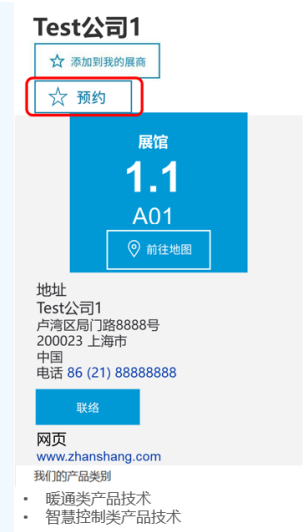 Test公司1
添加到我的展商
预约
展馆
1.1
A01
前往地图
地址
Test公司1
卢湾区局门路8888号
200023 上海市
中国
电话 86 (21) 88888888
联络
网页
www.zhanshang.com
我们的产品类别
• 暖通类产品技术
• 智慧控制类产品技术